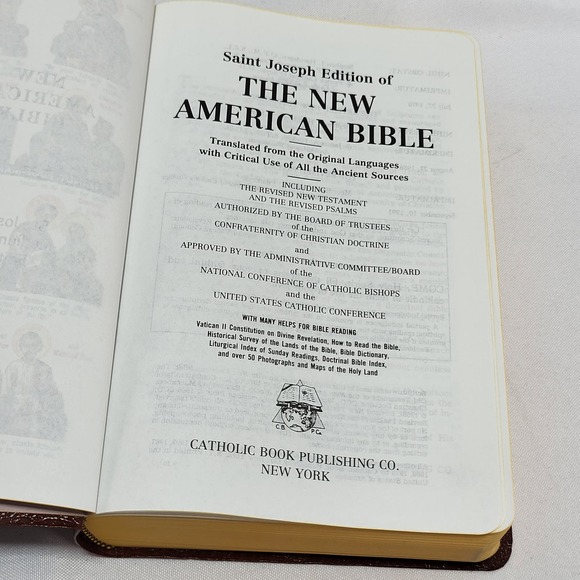 Saint Joseph Edition of
THE NEW
AMERICAN BIBLE
Translated from the Original Languages
with Critical Use of All the Ancient Sources
INCLUDING
THE REVISED NEW TESTAMENT
AND THE REVISED PSALMS
AUTHORIZED BY THE BOARD OF TRUSTEES
of the
CONFRATERNITY OF CHRISTIAN DOCTRINE
and
APPROVED BY THE ADMINISTRATIVE COMMITTEE/BOARD
of the
NATIONAL CONFERENCE OF CATHOLIC BISHOPS
and the
UNITED STATES CATHOLIC CONFERENCE
WITH MANY HELPS FOR BIBLE READING
Vatican II Constitution on Divine Revelation, How to Read the Bible,
Historical Survey of the Lands of the Bible, Bible Dictionary,
Liturgical Index of Sunday Readings, Doctrinal Bible Index,
and over 50 Photographs and Maps of the Holy Land
C.B. P.Co.
CATHOLIC BOOK PUBLISHING CO.
NEW YORK